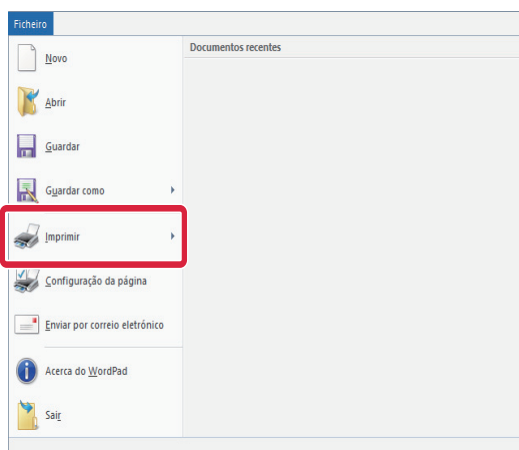 Ficheiro
Documentos recentes
Novo
Abrir
Guardar
Guardar como
Imprimir
Configuração da página
Enviar por correio eletrónico
Acerca do WordPad
Sair